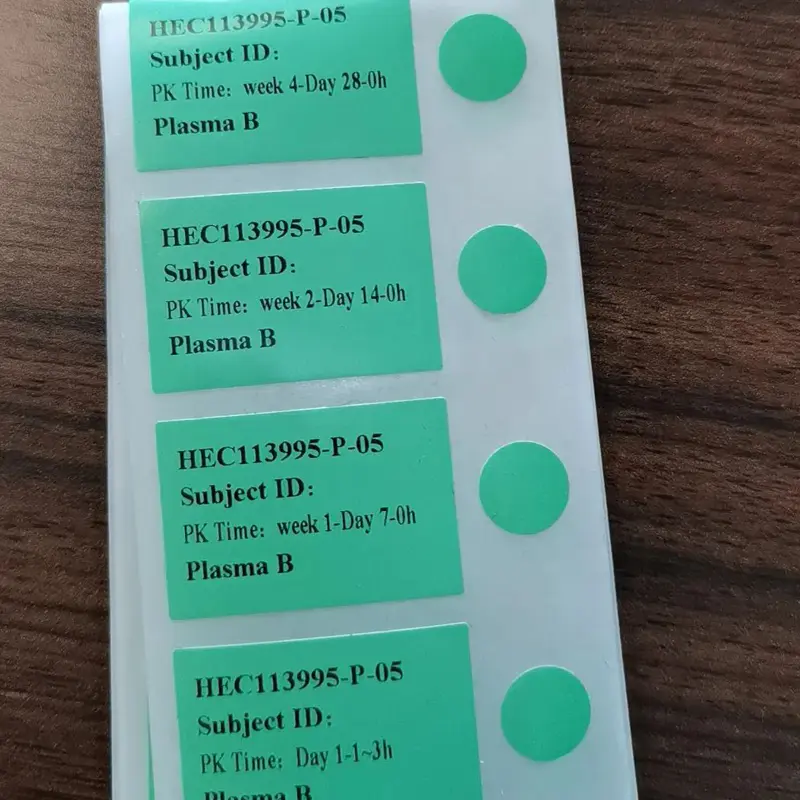 HEC113995-P-05
Subject ID:
PK Time: week 4-Day 28-0h
Plasma B
HEC113995-P-05
Subject ID:
PK Time: week 2-Day 14-0h
Plasma B
HEC113995-P-05
Subject ID:
PK Time: week 1-Day 7-0h
Plasma B
HEC113995-P-05
Subject ID:
PK Time: Day 1-1~3h
Plasma B